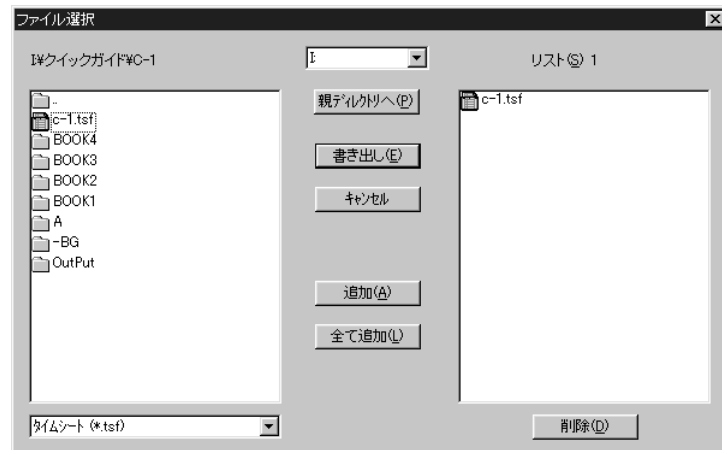 ファイル選択
I¥クイックガイド¥C-1
I:
リスト(S) 1
..
c-1.tsf
BOOK4
BOOK3
BOOK2
BOOK1
A
-BG
OutPut
親ディレクトリへ(P)
書き出し(E)
キャンセル
追加(A)
全て追加(L)
c-1.tsf
タイムシート (*.tsf)
削除(D)